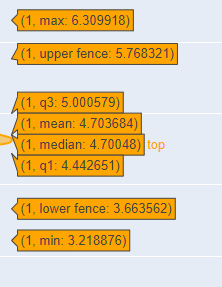 (1, max: 6.309918)
(1, upper fence: 5.768321)
(1, q3: 5.000579)
(1, mean: 4.703684)
(1, median: 4.70048) top
(1, q1: 4.442651)
(1, lower fence: 3.663562)
(1, min: 3.218876)